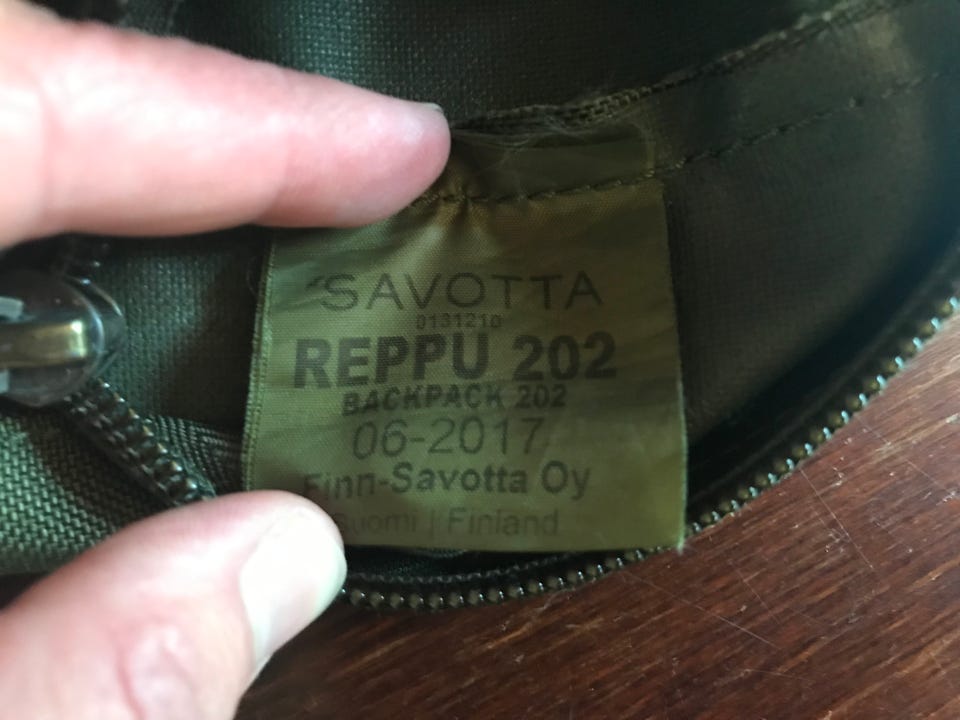 SAVOTTA
0131210
REPPU 202
BACKPACK 202
06-2017
Finn-Savotta Oy
Suomi | Finland